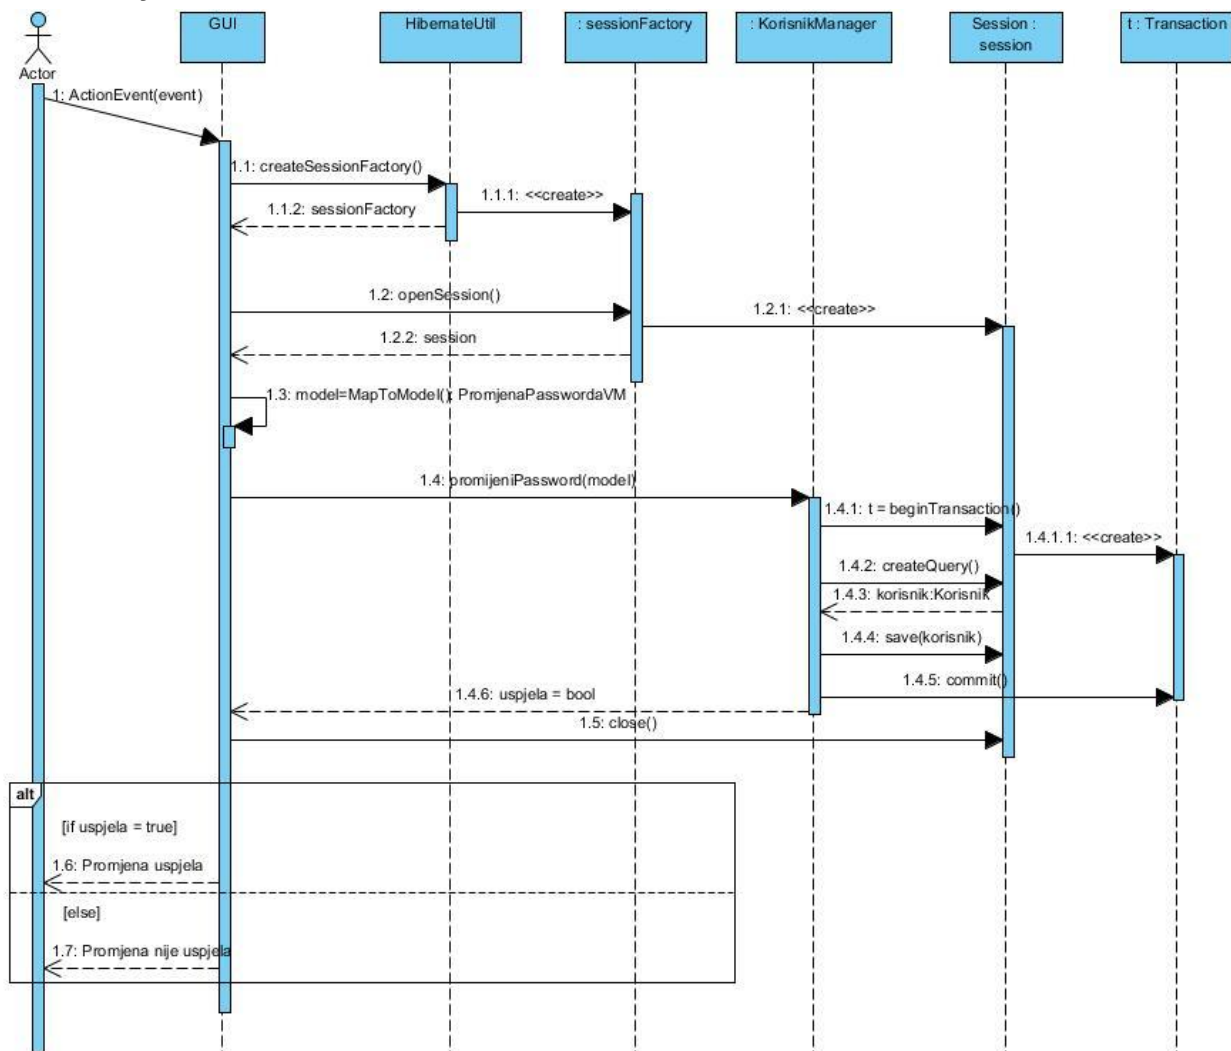 GUI
HibernateUtil
: sessionFactory
: KorisnikManager
Session :
session
t : Transaction
Actor
1: ActionEvent(event)
1.1: createSessionFactory()
1.1.1: <<create>>
1.1.2: sessionFactory
1.2: openSession()
1.2.1: <<create>>
1.2.2: session
1.3: model=MapToModel(): PromjenaPasswordaVM
1.4: promijeniPassword(model)
1.4.1: t = beginTransaction()
1.4.1.1: <<create>>
1.4.2: createQuery()
1.4.3: korisnik:Korisnik
1.4.4: save(korisnik)
1.4.5: commit()
1.4.6: uspjela = bool
1.5: close()
alt
[if uspjela = true]
1.6: Promjena uspjela
[else]
1.7: Promjena nije uspjela